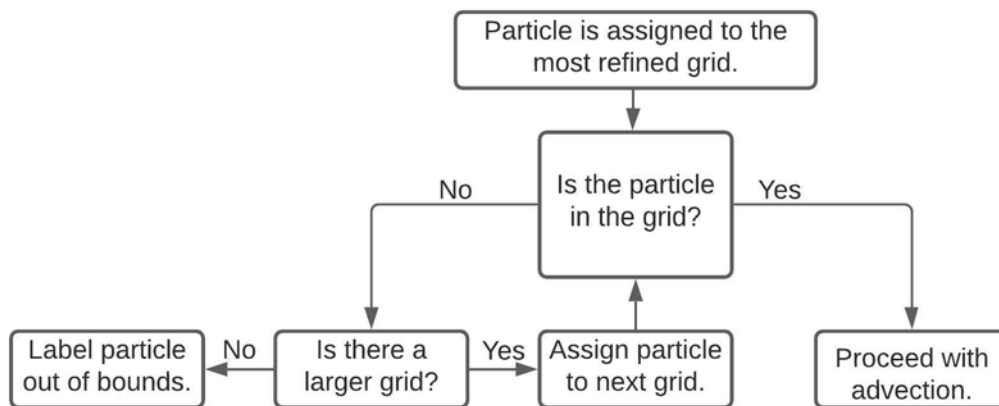 Particle is assigned to the
most refined grid.
Is the particle
in the grid?
No
Yes
Label particle
out of bounds.
No
Is there a
larger grid?
Yes
Assign particle
to next grid.
Proceed with
advection.